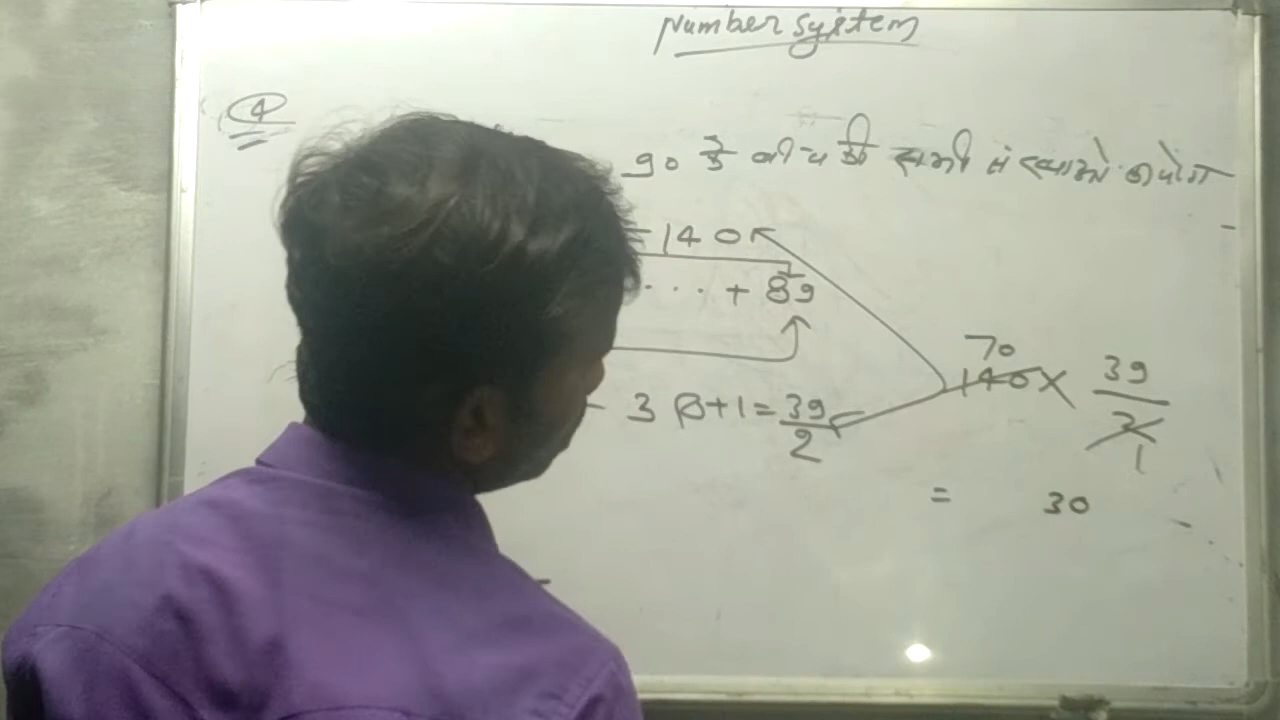 Number system
4
90 के बीच की सभी संख्याओं का योग
= 140
... + 89
70
140 × 39/2
1
3 β + 1 = 39/2
= 30